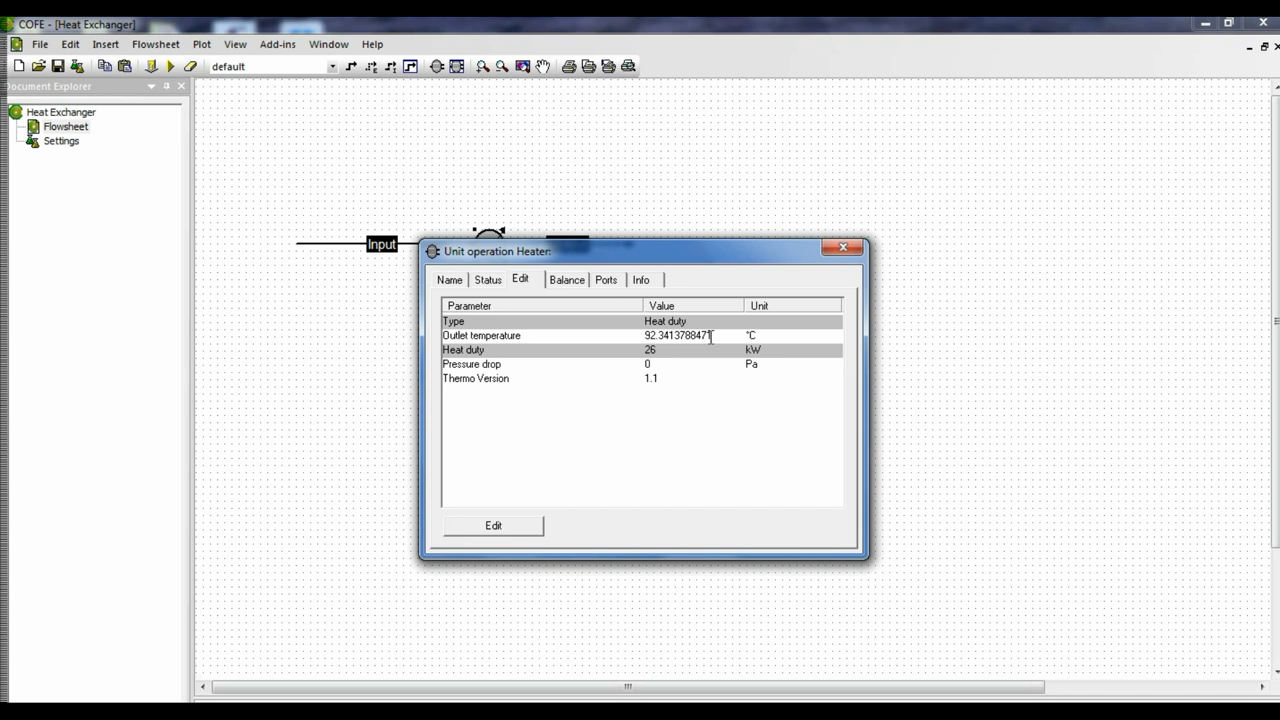 COFE - [Heat Exchanger]
File Edit Insert Flowsheet Plot View Add-ins Window Help
default
Document Explorer
Heat Exchanger
Flowsheet
Settings
Input
Unit operation Heater:
Name Status Edit Balance Ports Info
Parameter Value Unit
Type Heat duty
Outlet temperature 92.3413788471 °C
Heat duty 26 kW
Pressure drop 0 Pa
Thermo Version 1.1
Edit